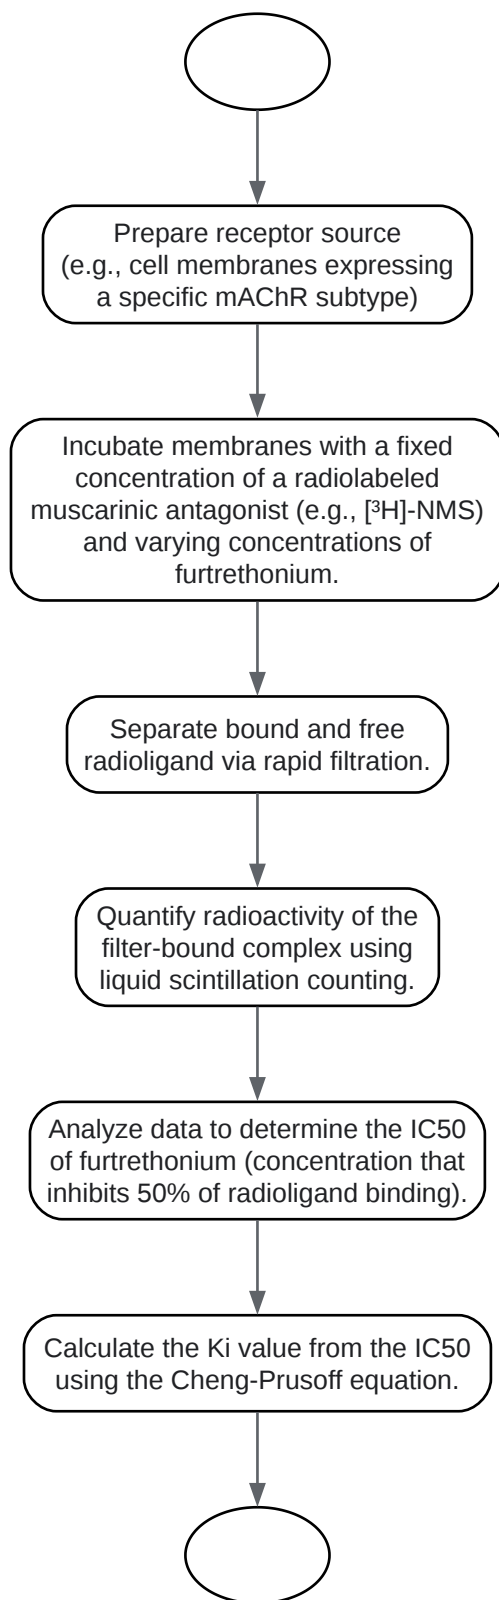 Prepare receptor source
(e.g., cell membranes expressing
a specific mAChR subtype)
Incubate membranes with a fixed
concentration of a radiolabeled
muscarinic antagonist (e.g., [³H]-NMS)
and varying concentrations of
furtrethonium.
Separate bound and free
radioligand via rapid filtration.
Quantify radioactivity of the
filter-bound complex using
liquid scintillation counting.
Analyze data to determine the IC50
of furtrethonium (concentration that
inhibits 50% of radioligand binding).
Calculate the Ki value from the IC50
using the Cheng-Prusoff equation.